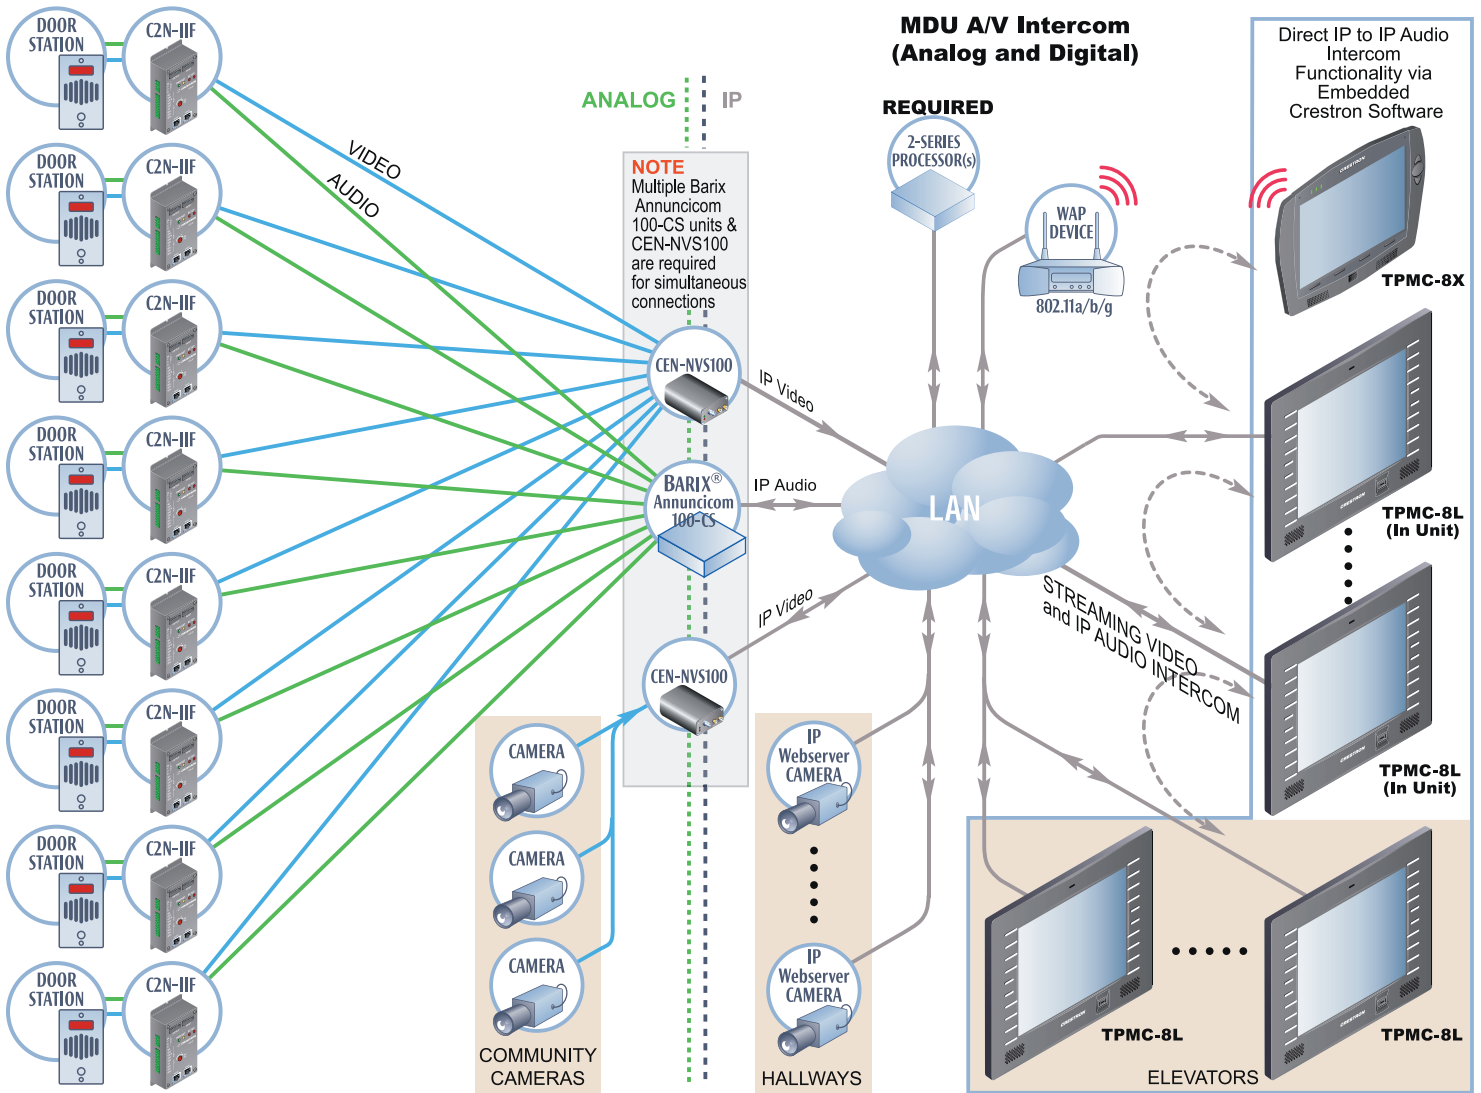 MDU A/V Intercom
(Analog and Digital)
DOOR
STATION
C2N-IIF
DOOR
STATION
C2N-IIF
DOOR
STATION
C2N-IIF
DOOR
STATION
C2N-IIF
DOOR
STATION
C2N-IIF
DOOR
STATION
C2N-IIF
DOOR
STATION
C2N-IIF
DOOR
STATION
C2N-IIF
VIDEO
AUDIO
ANALOG
IP
NOTE
Multiple Barix
Annuncicom
100-CS units &
CEN-NVS100
are required
for simultaneous
connections
CEN-NVS100
BARIX®
Annuncicom
100-CS
CEN-NVS100
IP Video
IP Audio
IP Video
CAMERA
CAMERA
CAMERA
COMMUNITY
CAMERAS
IP
Webserver
CAMERA
IP
Webserver
CAMERA
HALLWAYS
REQUIRED
2-SERIES
PROCESSOR(s)
WAP
DEVICE
802.11a/b/g
LAN
STREAMING VIDEO
and IP AUDIO INTERCOM
Direct IP to IP Audio
Intercom
Functionality via
Embedded
Crestron Software
CRESTRON
TPMC-8X
CRESTRON
TPMC-8L
(In Unit)
CRESTRON
TPMC-8L
(In Unit)
CRESTRON
TPMC-8L
CRESTRON
TPMC-8L
ELEVATORS